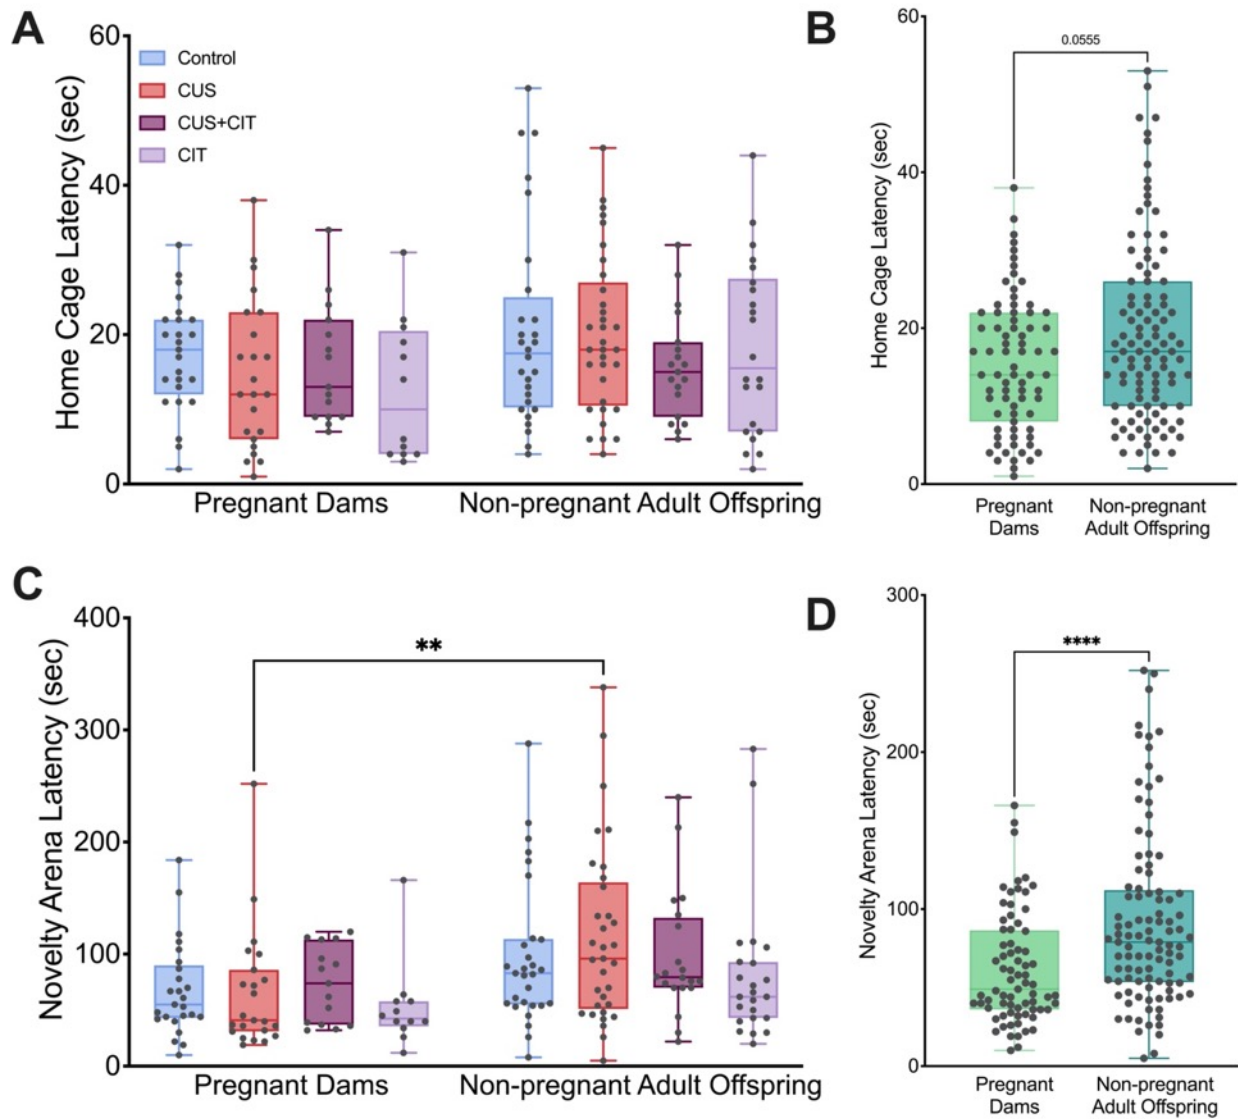 A
Home Cage Latency (sec)
60
40
20
0
Control
CUS
CUS+CIT
CIT
Pregnant Dams
Non-pregnant Adult Offspring
B
Home Cage Latency (sec)
60
40
20
0
0.0555
Pregnant
Dams
Non-pregnant
Adult Offspring
C
Novelty Arena Latency (sec)
400
300
200
100
0
**
Pregnant Dams
Non-pregnant Adult Offspring
D
Novelty Arena Latency (sec)
300
200
100
0
****
Pregnant
Dams
Non-pregnant
Adult Offspring